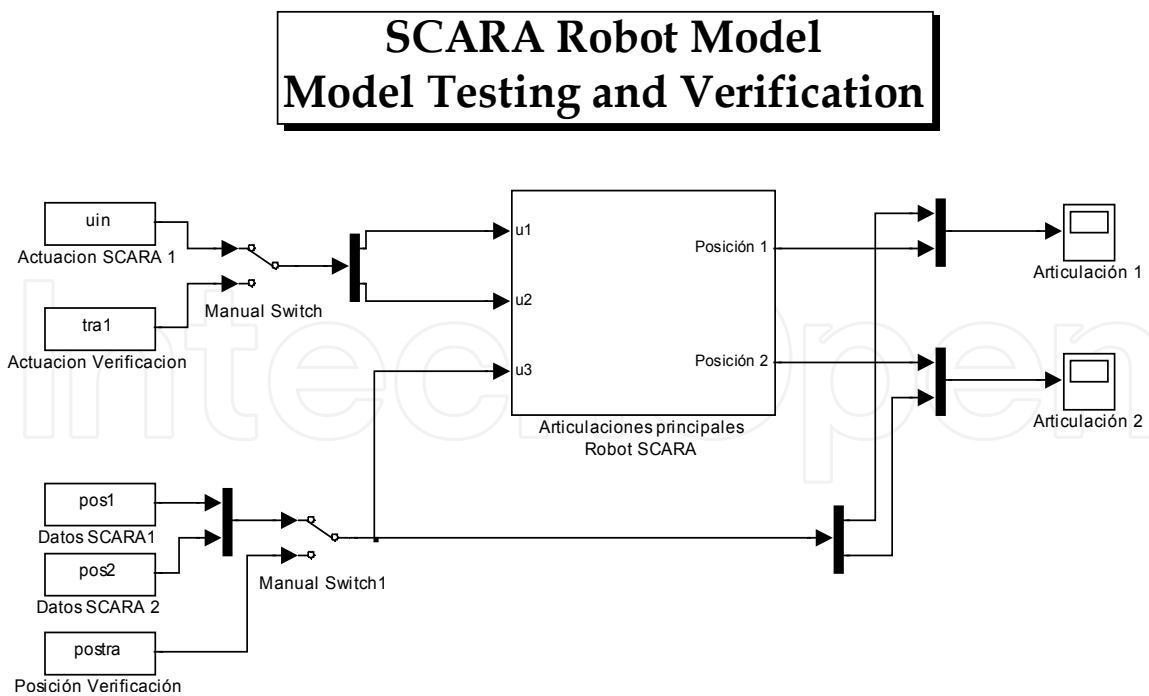 SCARA Robot Model
Model Testing and Verification
uin
Actuacion SCARA 1
tra1
Actuacion Verificacion
Manual Switch
u1
u2
u3
Posición 1
Posición 2
Articulaciones principales
Robot SCARA
Articulación 1
Articulación 2
pos1
Datos SCARA1
pos2
Datos SCARA 2
postra
Posición Verificación
Manual Switch1
IntechOpen